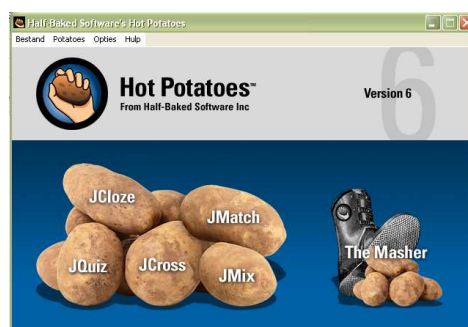 Half-Baked Software's Hot Potatoes
Bestand Potatoes Opties Hulp
Hot Potatoes™
From Half-Baked Software Inc
Version 6
6
JCloze
JMatch
JQuiz
JCross
JMix
The Masher